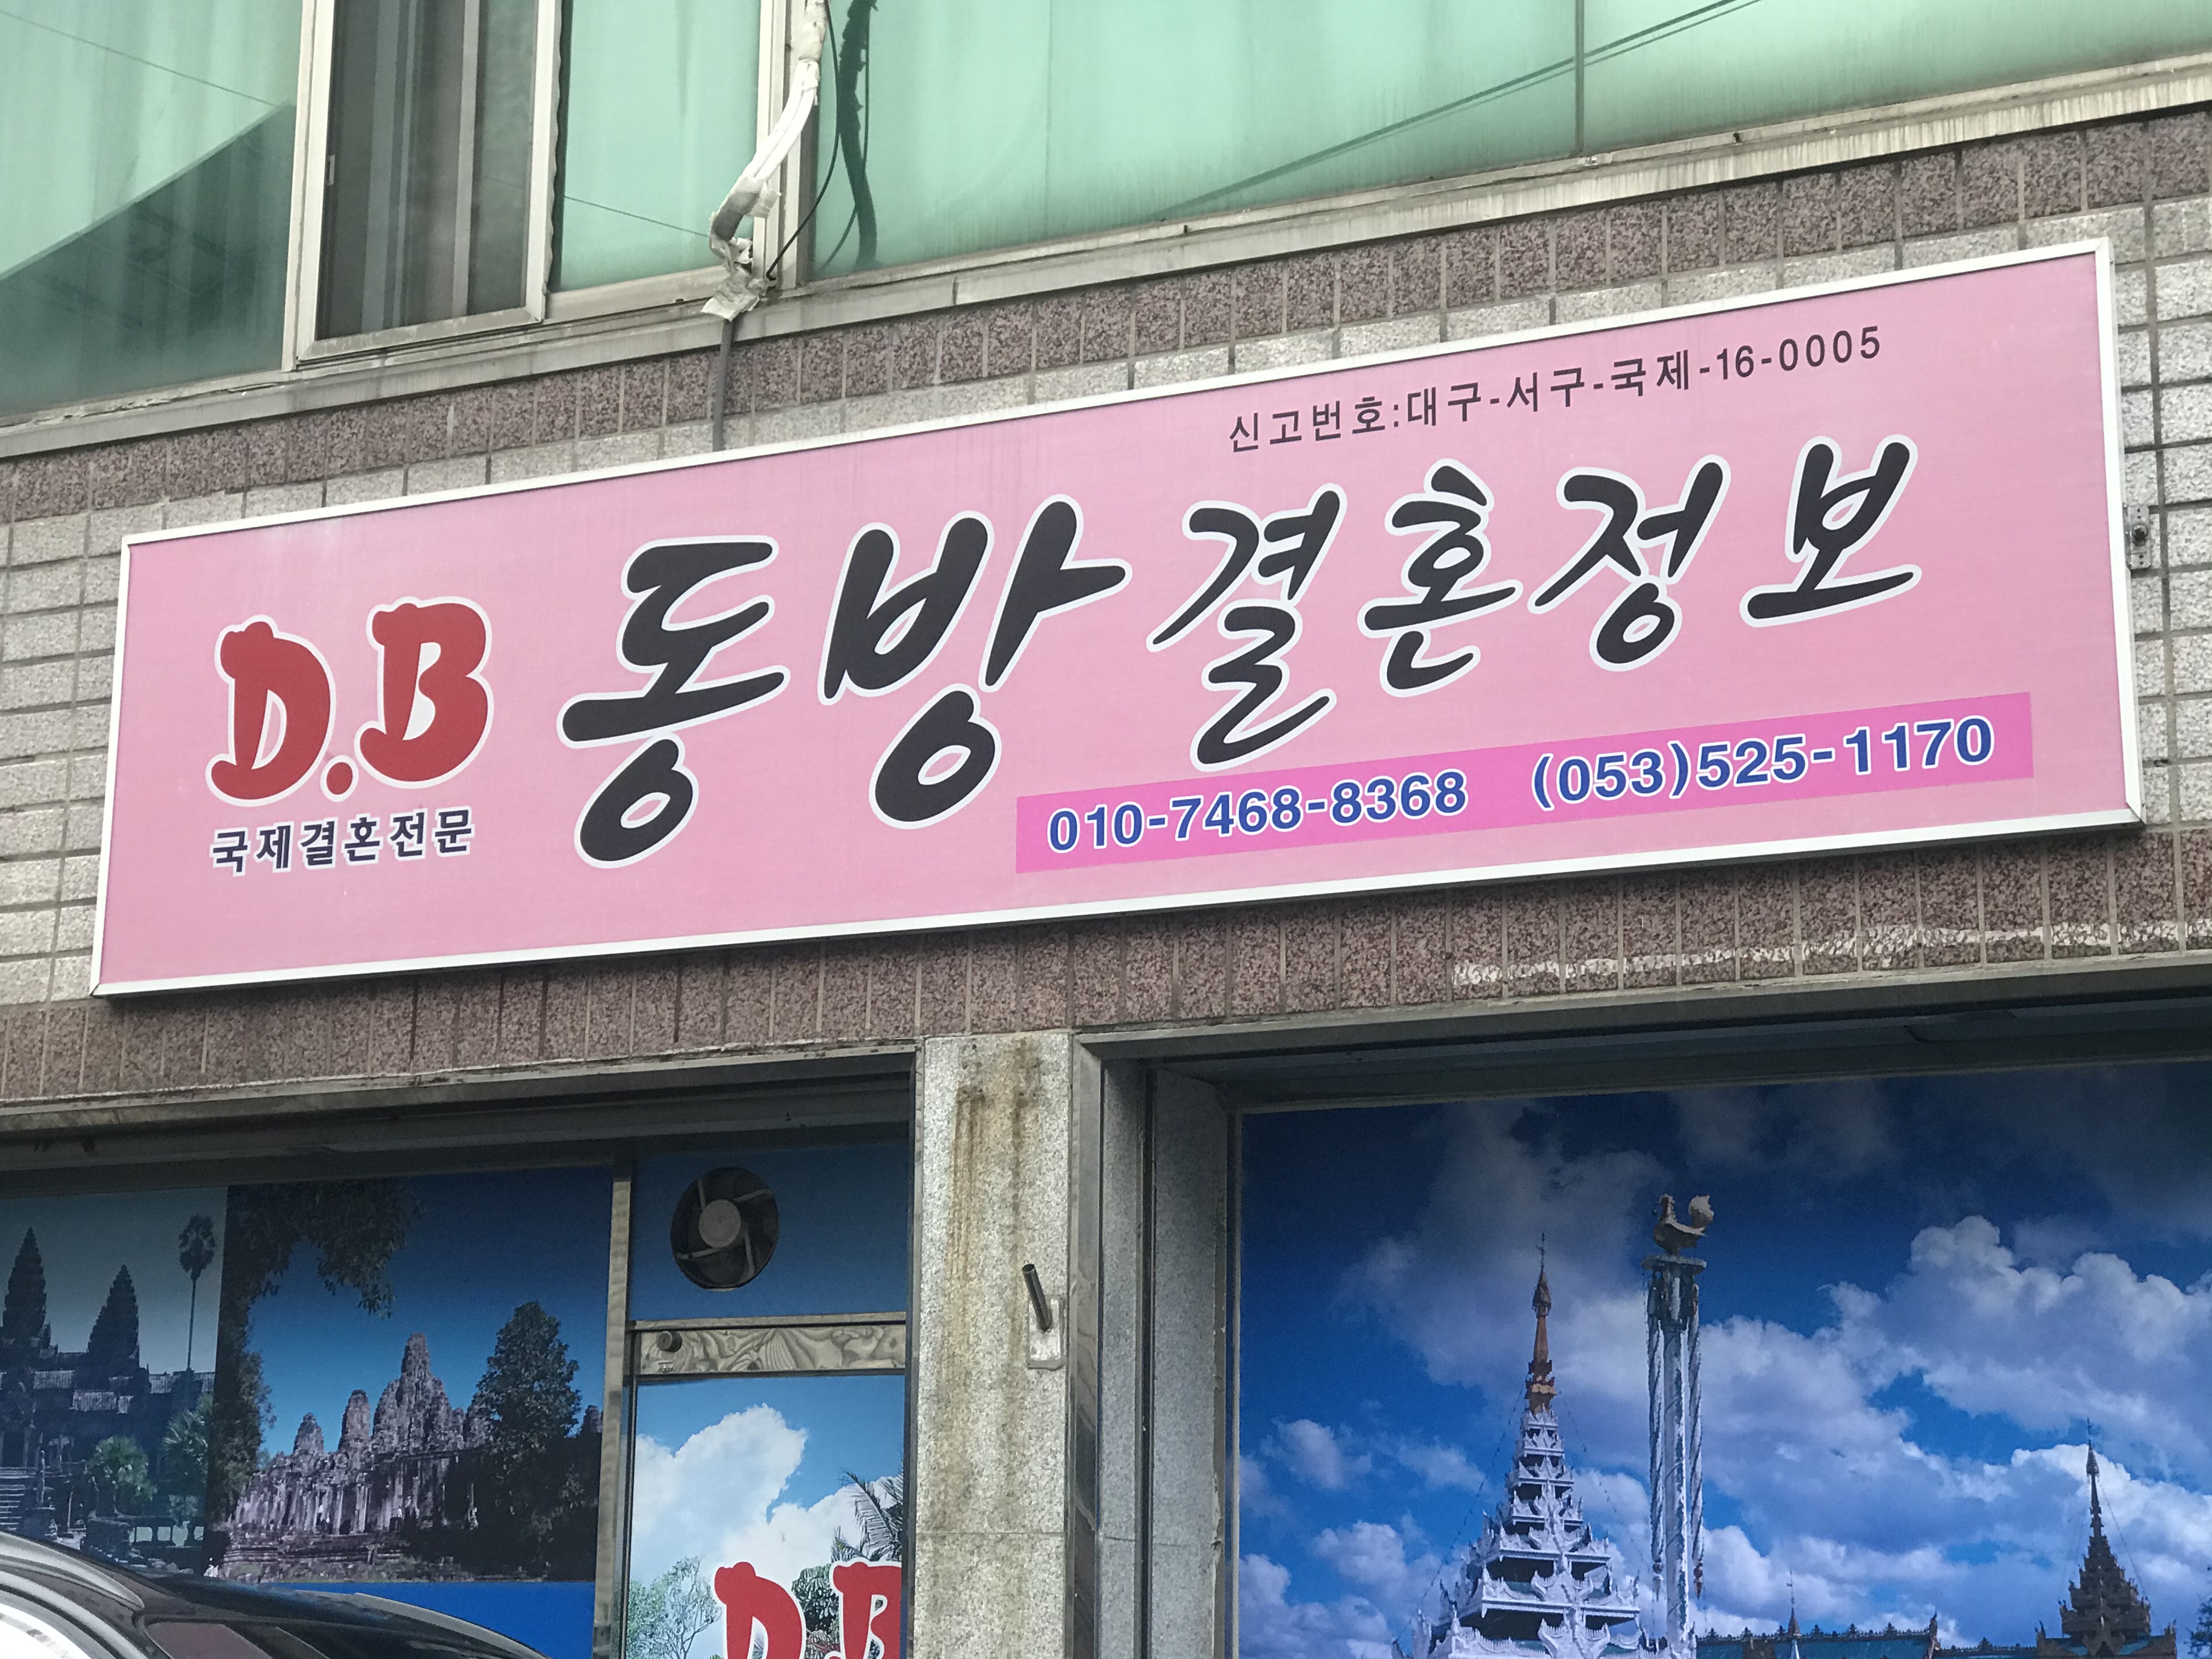 신고번호:대구-서구-국제-16-0005
D.B 동방결혼정보
국제결혼전문
010-7468-8368 (053)525-1170
D.B